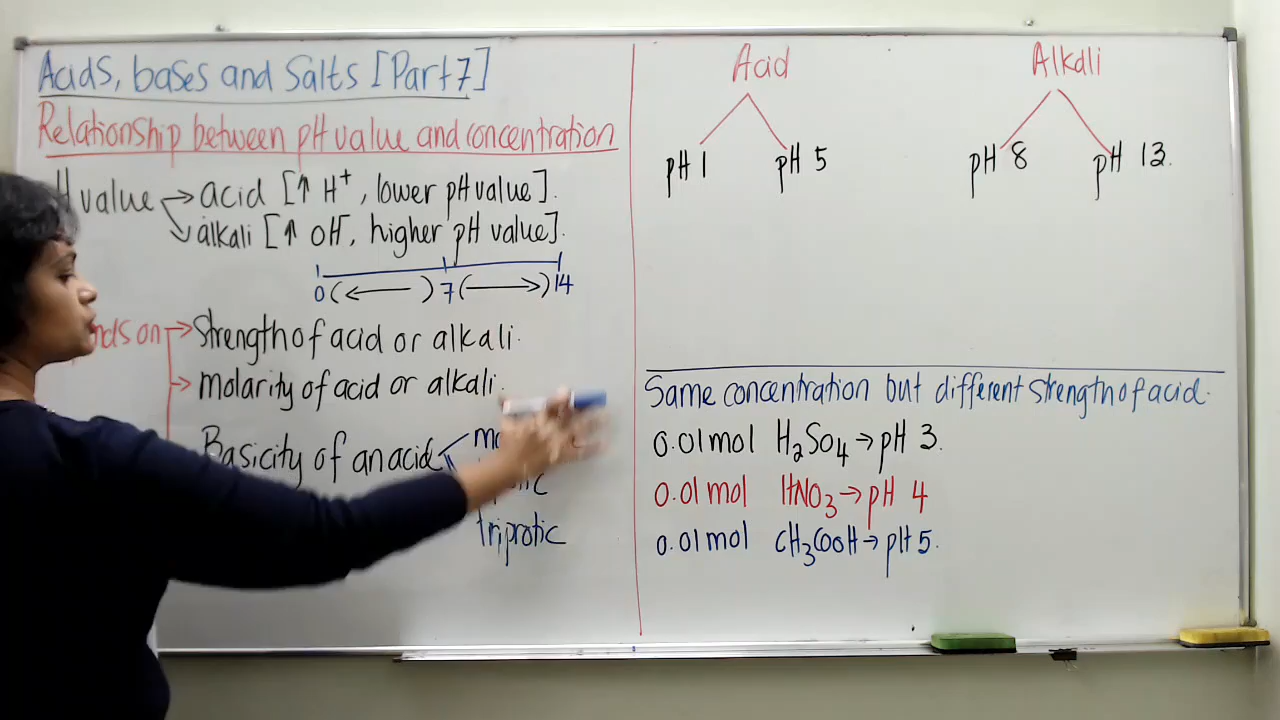 Acids, bases and Salts [Part 7]
Relationship between pH value and concentration
H value → acid [↑ H⁺, lower pH value].
↘ alkali [↑ OH⁻, higher pH value].
0 (←) 7 (→) 14
on → Strength of acid or alkali.
→ molarity of acid or alkali.
Basicity of an acid
triprotic
Acid
pH 1 pH 5
Alkali
pH 8 pH 13.
Same concentration but different strength of acid.
0.01 mol H₂SO₄ → pH 3.
0.01 mol HNO₃ → pH 4
0.01 mol CH₃COOH → pH 5.